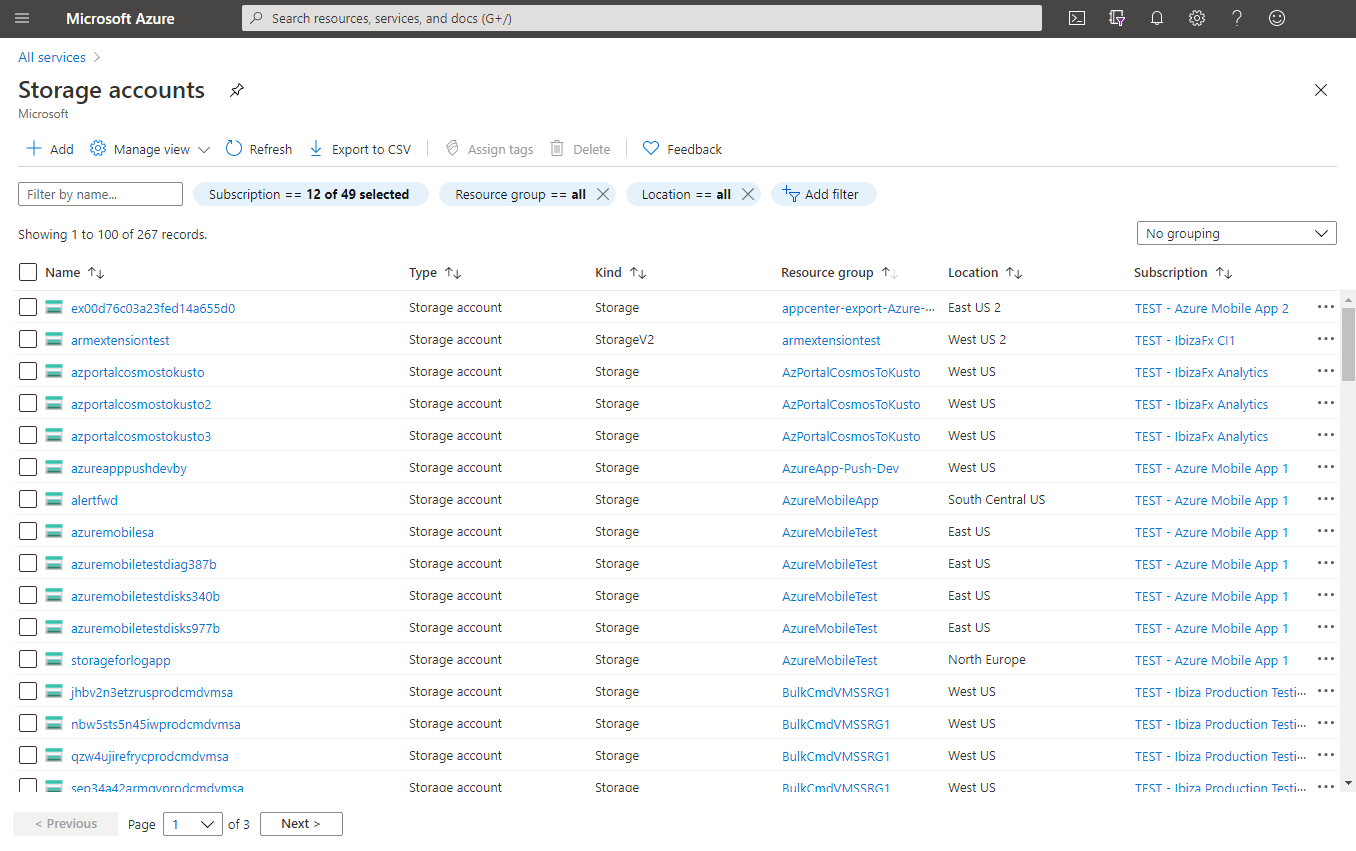 Microsoft Azure Search resources, services, and docs (G+/)
All services >
Storage accounts
Microsoft
Add Manage view Refresh Export to CSV Assign tags Delete Feedback
Filter by name... Subscription == 12 of 49 selected Resource group == all Location == all Add filter
Showing 1 to 100 of 267 records. No grouping
Name Type Kind Resource group Location Subscription
ex00d76c03a23fed14a655d0 Storage account Storage appcenter-export-Azure-... East US 2 TEST - Azure Mobile App 2
armextensiontest Storage account StorageV2 armextensiontest West US 2 TEST - IbizaFx CI1
azportalcosmostokusto Storage account Storage AzPortalCosmosToKusto West US TEST - IbizaFx Analytics
azportalcosmostokusto2 Storage account Storage AzPortalCosmosToKusto West US TEST - IbizaFx Analytics
azportalcosmostokusto3 Storage account Storage AzPortalCosmosToKusto West US TEST - IbizaFx Analytics
azureapppushdevby Storage account Storage AzureApp-Push-Dev West US TEST - Azure Mobile App 1
alertfwd Storage account Storage AzureMobileApp South Central US TEST - Azure Mobile App 1
azuremobilesa Storage account Storage AzureMobileTest East US TEST - Azure Mobile App 1
azuremobiletestdiag387b Storage account Storage AzureMobileTest East US TEST - Azure Mobile App 1
azuremobiletestdisks340b Storage account Storage AzureMobileTest East US TEST - Azure Mobile App 1
azuremobiletestdisks977b Storage account Storage AzureMobileTest East US TEST - Azure Mobile App 1
storageforlogapp Storage account Storage AzureMobileTest North Europe TEST - Azure Mobile App 1
jhbv2n3etzrusprodcmdvmsa Storage account Storage BulkCmdVMSSRG1 West US TEST - Ibiza Production Testi...
nbw5sts5n45iwprodcmdvmsa Storage account Storage BulkCmdVMSSRG1 West US TEST - Ibiza Production Testi...
qzw4ujirefrycprodcmdvmsa Storage account Storage BulkCmdVMSSRG1 West US TEST - Ibiza Production Testi...
sep34a42armqvprodcmdvmsa Storage account Storage BulkCmdVMSSRG1 West US TEST - Ibiza Production Testi...
< Previous Page 1 of 3 Next >